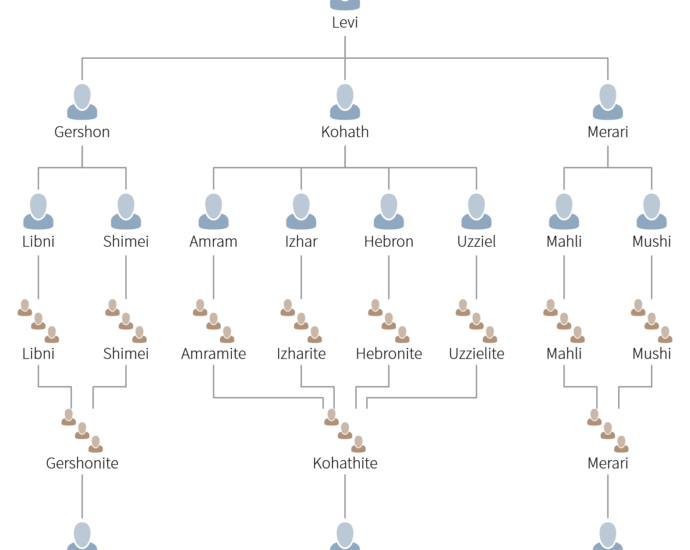 Levi
Gershon Kohath Merari
Libni Shimei Amram Izhar Hebron Uzziel Mahli Mushi
Libni Shimei Amramite Izharite Hebronite Uzzielite Mahli Mushi
Gershonite Kohathite Merari